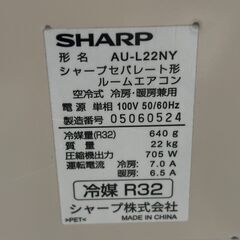 SHARP
形名 AU-L22NY
シャープセパレート形
ルームエアコン
空冷式 冷房・暖房兼用
電源 単相 100V 50/60Hz
製造番号 05060524
冷媒量(R32) 640 g
質量 22 kg
圧縮機出力 705 W
運転電流 冷房: 7.0 A
暖房: 6.5 A
冷媒 R32
シャープ株式会社
>PET< MADE IN CHINA